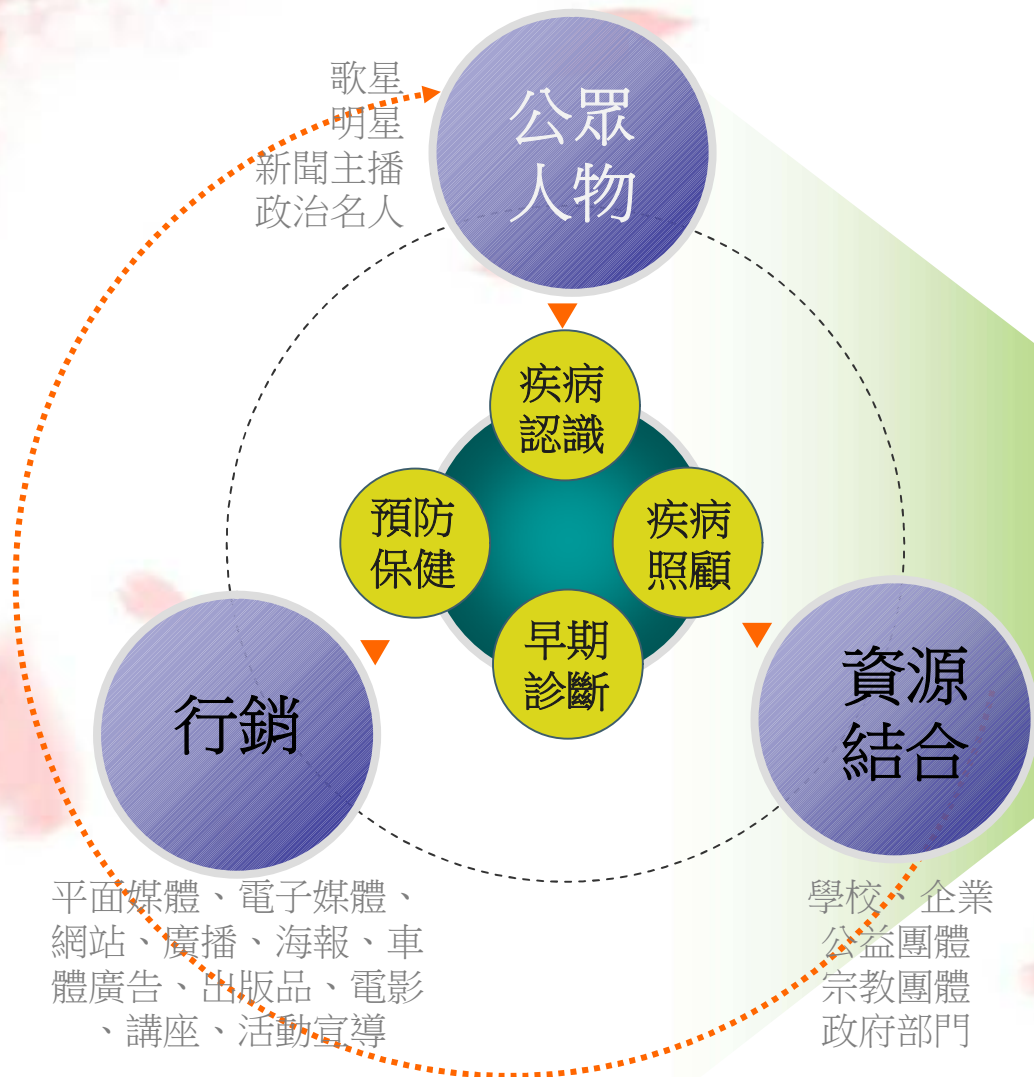 歌星
明星
新聞主播
政治名人
公眾
人物
疾病
認識
預防
保健
疾病
照顧
早期
診斷
行銷
資源
結合
平面媒體、電子媒體、
網站、廣播、海報、車
體廣告、出版品、電影
、講座、活動宣導
學校、企業
公益團體
宗教團體
政府部門